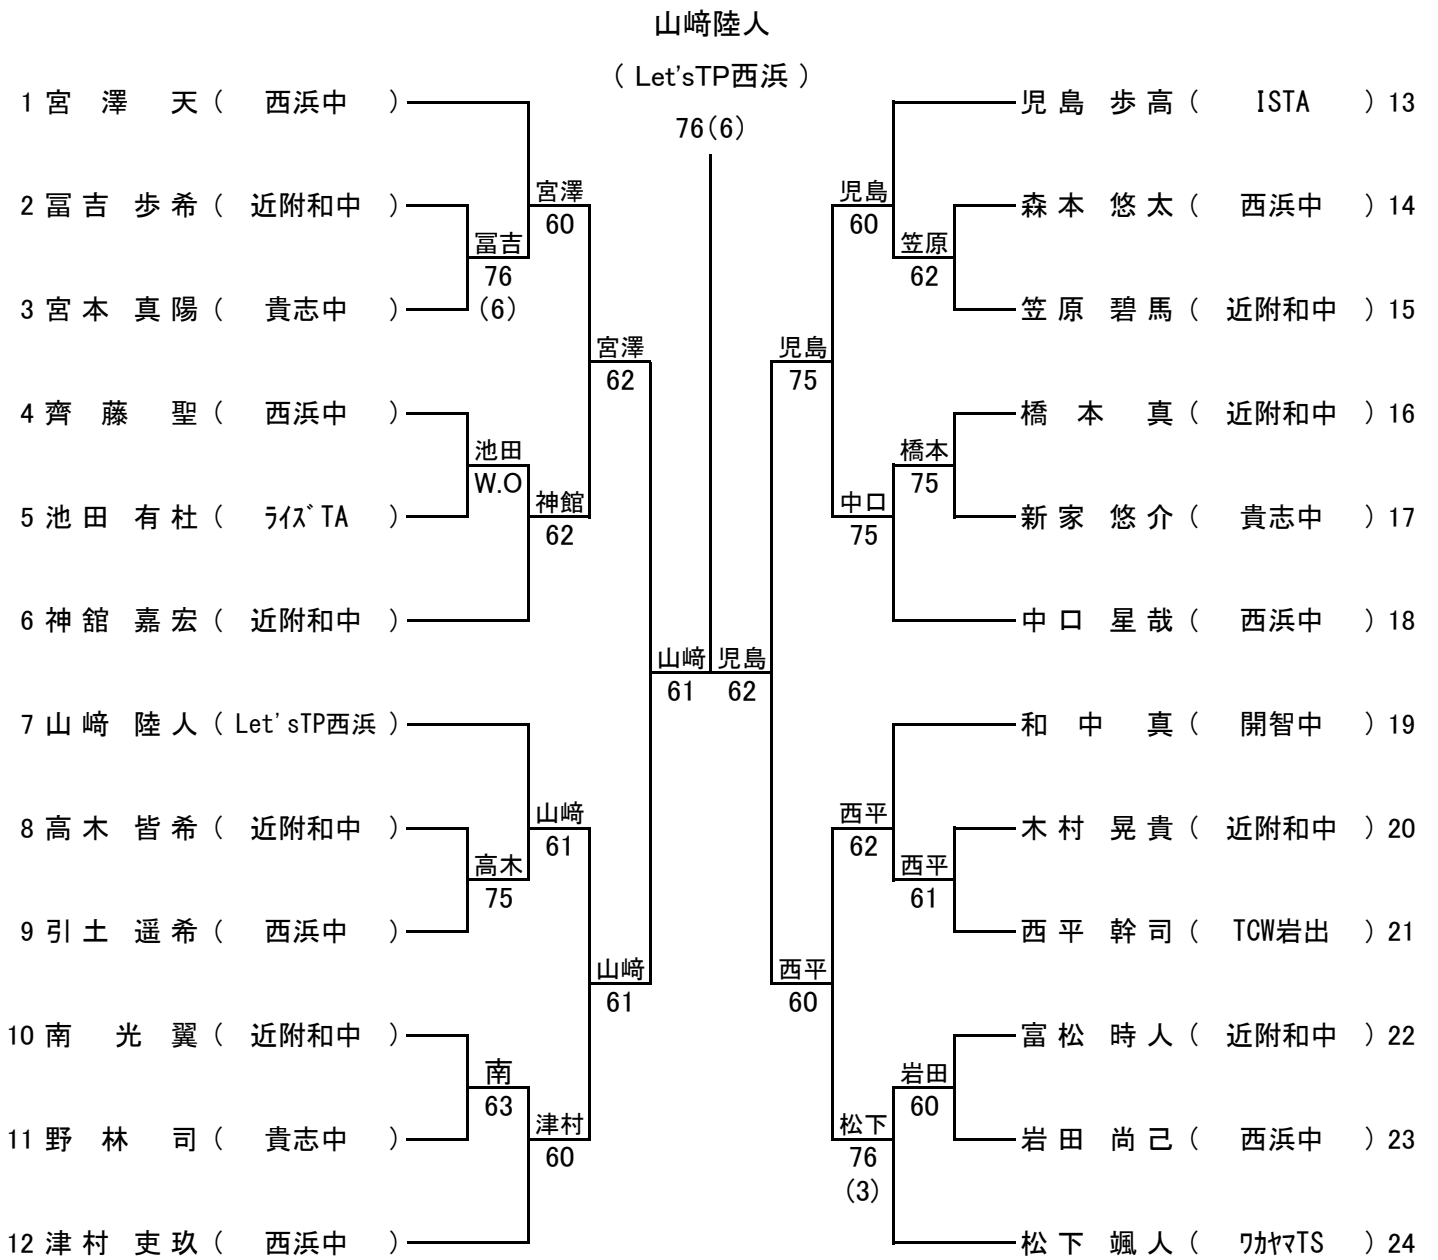 山﨑陸人
( Let'sTP西浜 )
76(6)
1 宮 澤 天 ( 西浜中 )
2 冨 吉 歩 希 ( 近附和中 )
3 宮 本 真 陽 ( 貴志中 )
4 齊 藤 聖 ( 西浜中 )
5 池 田 有 杜 ( ﾗｲｽﾞTA )
6 神 舘 嘉 宏 ( 近附和中 )
7 山 﨑 陸 人 ( Let'sTP西浜 )
8 高 木 皆 希 ( 近附和中 )
9 引 土 遥 希 ( 西浜中 )
10 南 光 翼 ( 近附和中 )
11 野 林 司 ( 貴志中 )
12 津 村 吏 玖 ( 西浜中 )
冨吉
76
(6)
池田
W.O
高木
75
南
63
宮澤
60
神館
62
山﨑
61
津村
60
宮澤
62
山﨑
61
山﨑
61
児島
62
児島
75
西平
60
児島
60
中口
75
西平
62
松下
76
(3)
笠原
62
橋本
75
西平
61
岩田
60
児 島 歩 高 ( ISTA ) 13
森 本 悠 太 ( 西浜中 ) 14
笠 原 碧 馬 ( 近附和中 ) 15
橋 本 真 ( 近附和中 ) 16
新 家 悠 介 ( 貴志中 ) 17
中 口 星 哉 ( 西浜中 ) 18
和 中 真 ( 開智中 ) 19
木 村 晃 貴 ( 近附和中 ) 20
西 平 幹 司 ( TCW岩出 ) 21
富 松 時 人 ( 近附和中 ) 22
岩 田 尚 己 ( 西浜中 ) 23
松 下 颯 人 ( ﾜｶﾔﾏTS ) 24